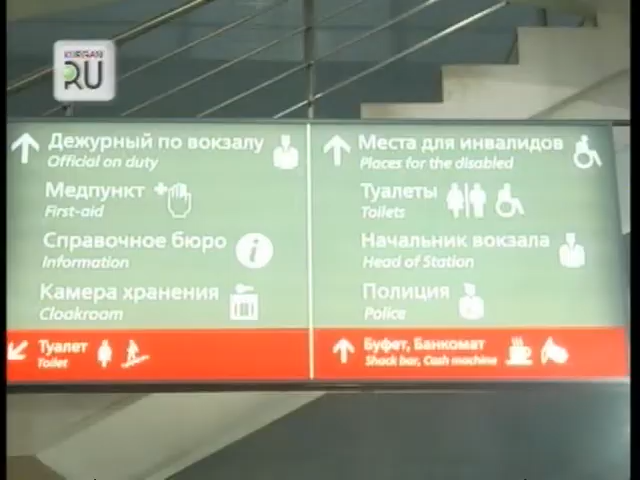 KURGAN
RU
Дежурный по вокзалу
Official on duty
Медпункт
First-aid
Справочное бюро
Information
i
Камера хранения
Cloakroom
Туалет
Toilet
Места для инвалидов
Places for the disabled
Туалеты
Toilets
Начальник вокзала
Head of Station
Полиция
Police
Буфет, Банкомат
Snack bar, Cash machine